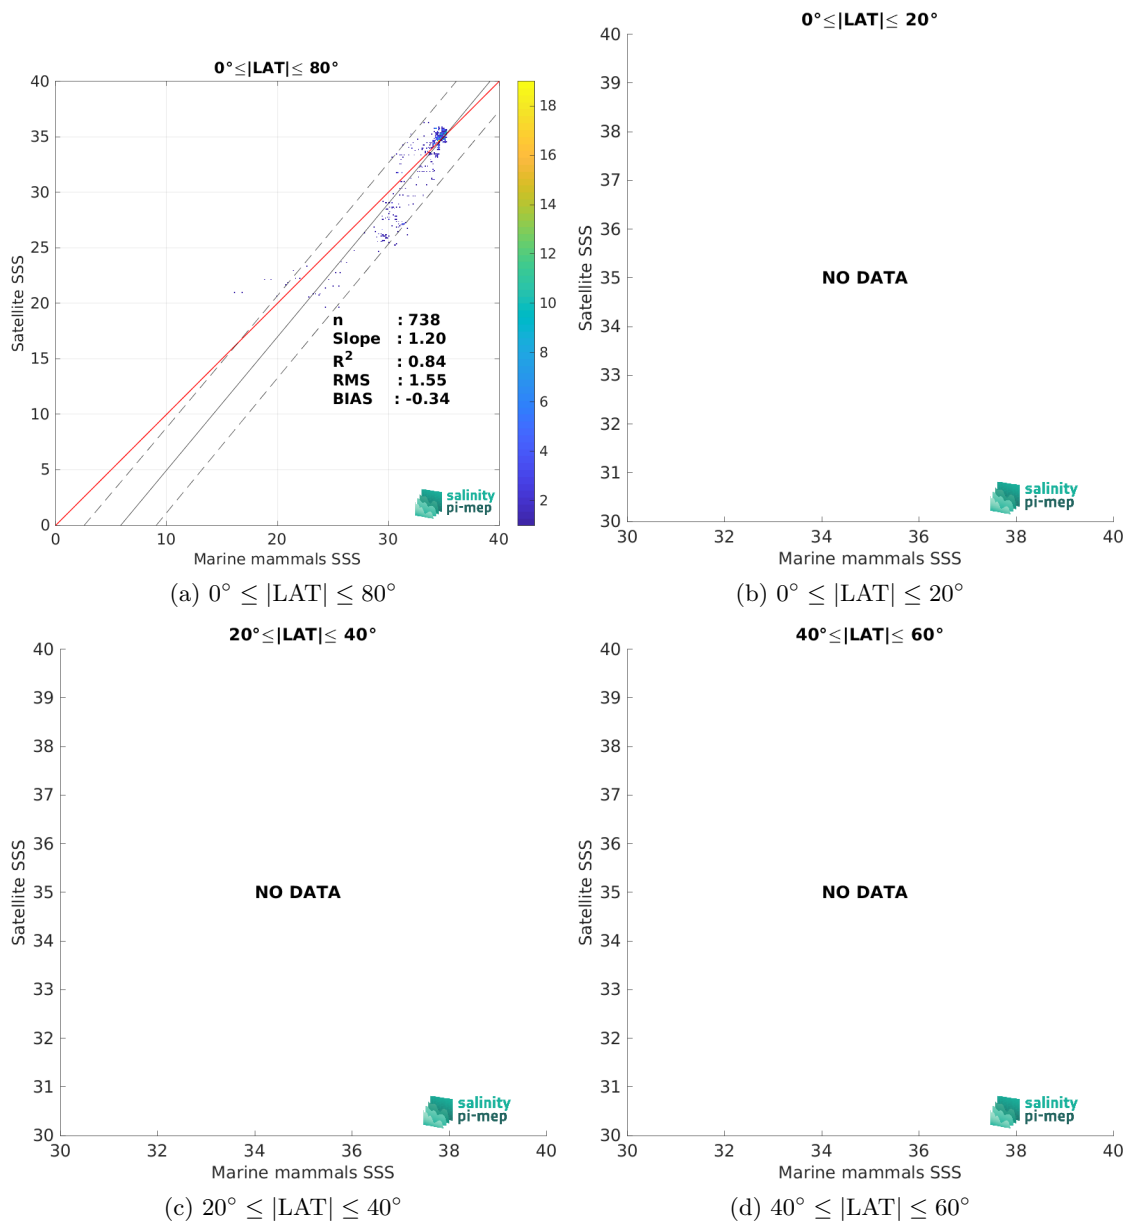 0°≤|LAT|≤ 80°
40
35
30
25
20
15
10
5
0
0
10
20
30
40
Satellite SSS
Marine mammals SSS
n : 738
Slope : 1.20
R² : 0.84
RMS : 1.55
BIAS : -0.34
salinity
pi-mep
18
16
14
12
10
8
6
4
2
(a) 0° ≤ |LAT| ≤ 80°
0°≤|LAT|≤ 20°
40
39
38
37
36
35
34
33
32
31
30
30
32
34
36
38
40
Satellite SSS
Marine mammals SSS
NO DATA
salinity
pi-mep
(b) 0° ≤ |LAT| ≤ 20°
20°≤|LAT|≤ 40°
40
39
38
37
36
35
34
33
32
31
30
30
32
34
36
38
40
Satellite SSS
Marine mammals SSS
NO DATA
salinity
pi-mep
(c) 20° ≤ |LAT| ≤ 40°
40°≤|LAT|≤ 60°
40
39
38
37
36
35
34
33
32
31
30
30
32
34
36
38
40
Satellite SSS
Marine mammals SSS
NO DATA
salinity
pi-mep
(d) 40° ≤ |LAT| ≤ 60°